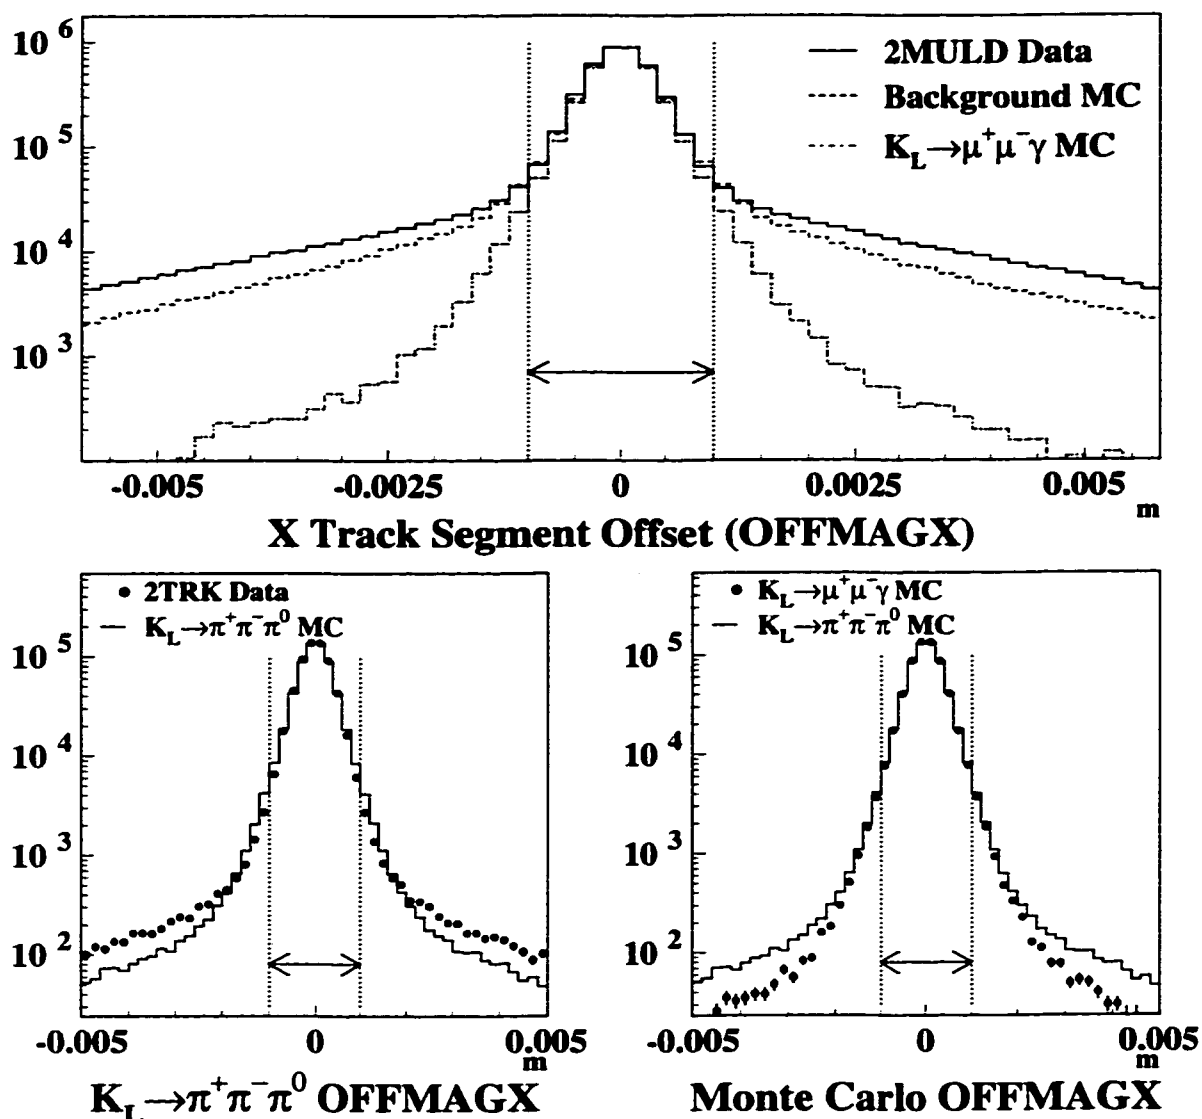 10^6
10^5
10^4
10^3
2MULD Data
Background MC
K_L→μ⁺μ⁻γ MC
-0.005 -0.0025 0 0.0025 0.005
m
X Track Segment Offset (OFFMAGX)
2TRK Data
K_L→π⁺π⁻π⁰ MC
10^5
10^4
10^3
10^2
-0.005 0 0.005
m
K_L→π⁺π⁻π⁰ OFFMAGX
K_L→μ⁺μ⁻γ MC
K_L→π⁺π⁻π⁰ MC
10^5
10^4
10^3
10^2
-0.005 0 0.005
m
Monte Carlo OFFMAGX